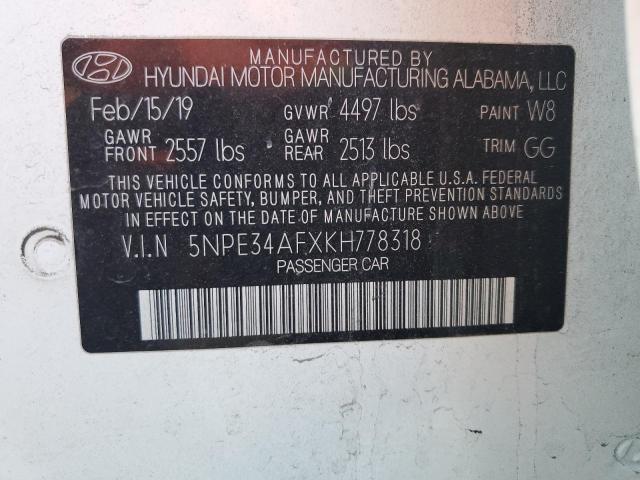 MANUFACTURED BY
HYUNDAI MOTOR MANUFACTURING ALABAMA, LLC
Feb/15/19 GVWR 4497 lbs PAINT W8
GAWR FRONT 2557 lbs GAWR REAR 2513 lbs TRIM GG
THIS VEHICLE CONFORMS TO ALL APPLICABLE U.S.A. FEDERAL
MOTOR VEHICLE SAFETY, BUMPER, AND THEFT PREVENTION STANDARDS
IN EFFECT ON THE DATE OF MANUFACTURE SHOWN ABOVE
V.I.N 5NPE34AFXKH778318
PASSENGER CAR